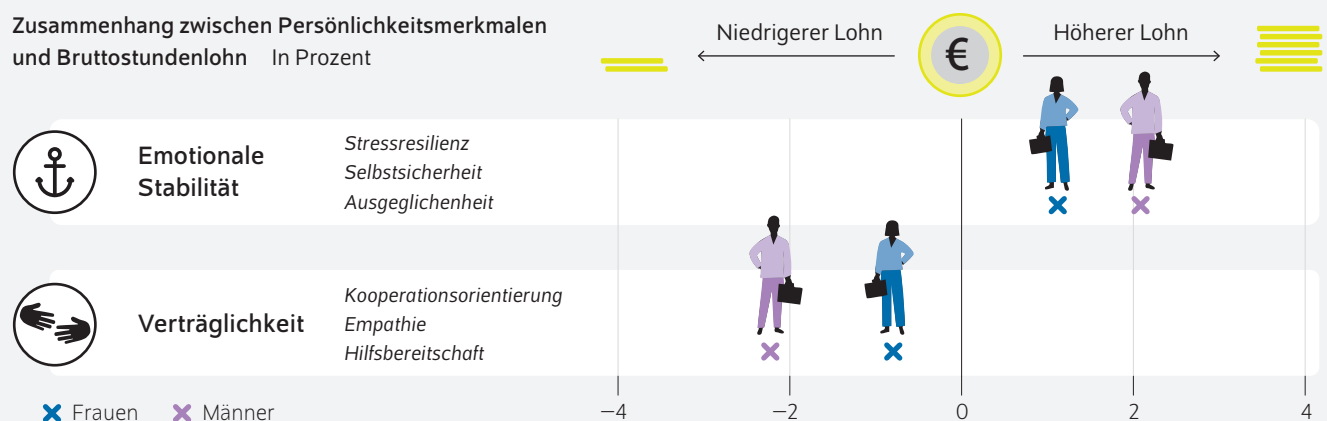 Zusammenhang zwischen Persönlichkeitsmerkmalen
und Bruttostundenlohn In Prozent
Niedrigerer Lohn
€
Höherer Lohn
Emotionale
Stabilität
Stressresilienz
Selbstsicherheit
Ausgeglichenheit
Verträglichkeit
Kooperationsorientierung
Empathie
Hilfsbereitschaft
Frauen Männer
−4 −2 0 2 4